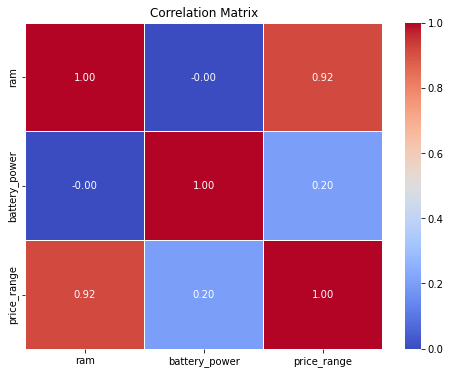 Correlation Matrix
ram
1.00
-0.00
0.92
battery_power
-0.00
1.00
0.20
price_range
0.92
0.20
1.00
ram
battery_power
price_range
1.0
0.8
0.6
0.4
0.2
0.0